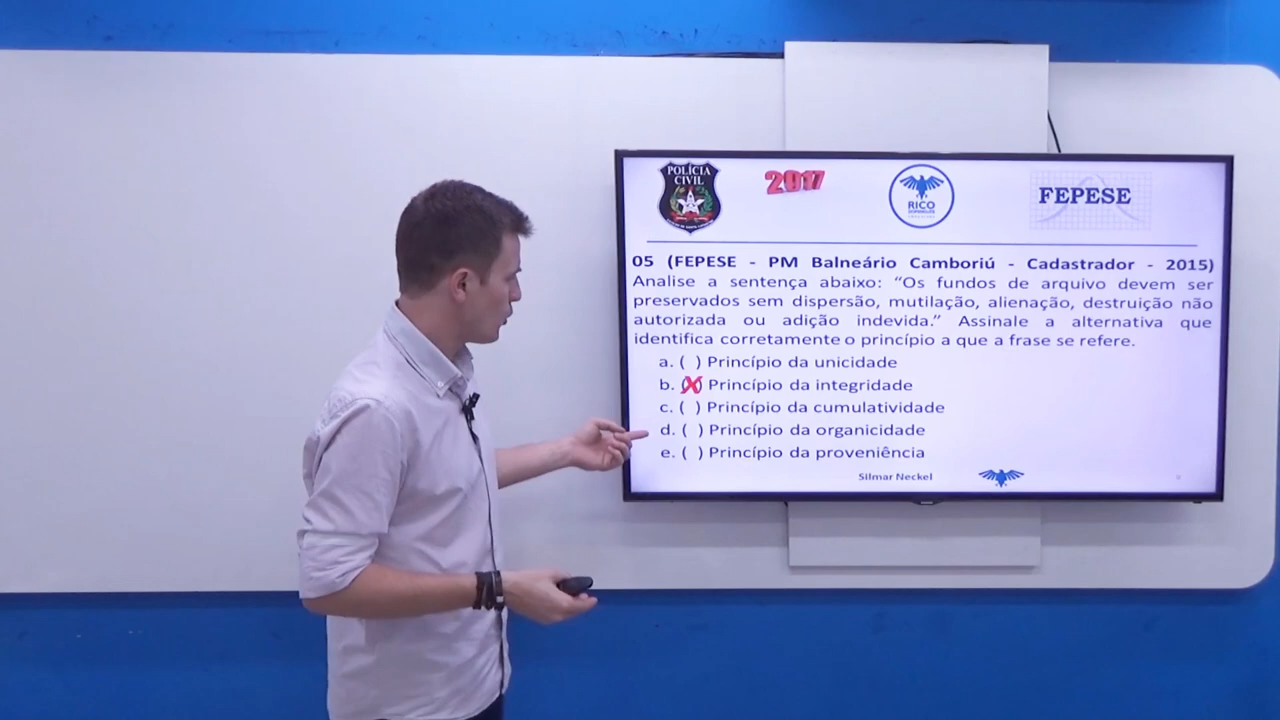 POLÍCIA
CIVIL
2017
RICO
FEPESE
05 (FEPESE - PM Balneário Camboriú - Cadastrador - 2015)
Analise a sentença abaixo: “Os fundos de arquivo devem ser
preservados sem dispersão, mutilação, alienação, destruição não
autorizada ou adição indevida.” Assinale a alternativa que
identifica corretamente o princípio a que a frase se refere.
a. ( ) Princípio da unicidade
b. (X) Princípio da integridade
c. ( ) Princípio da cumulatividade
d. ( ) Princípio da organicidade
e. ( ) Princípio da proveniência
Silmar Neckel